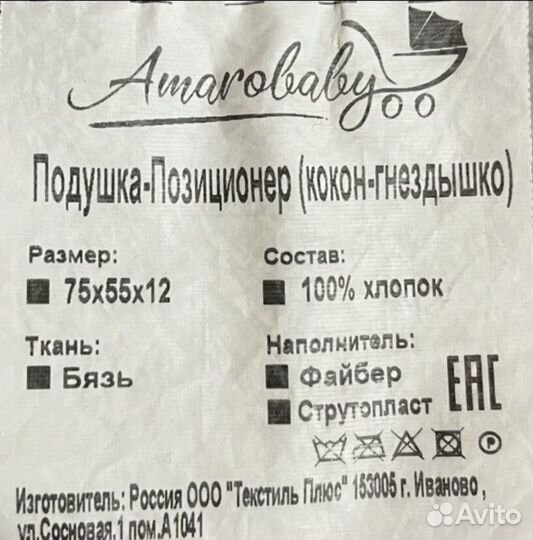 Amarobaby
Подушка-Позиционер (кокон-гнездышко)
Размер:
75х55х12
Состав:
100% хлопок
Ткань:
Бязь
Наполнитель:
Файбер
Струтопласт
ЕАС
P
Изготовитель: Россия ООО "Текстиль Плюс" 153005 г. Иваново ,
ул.Сосновая,1 пом.А1041
Avito